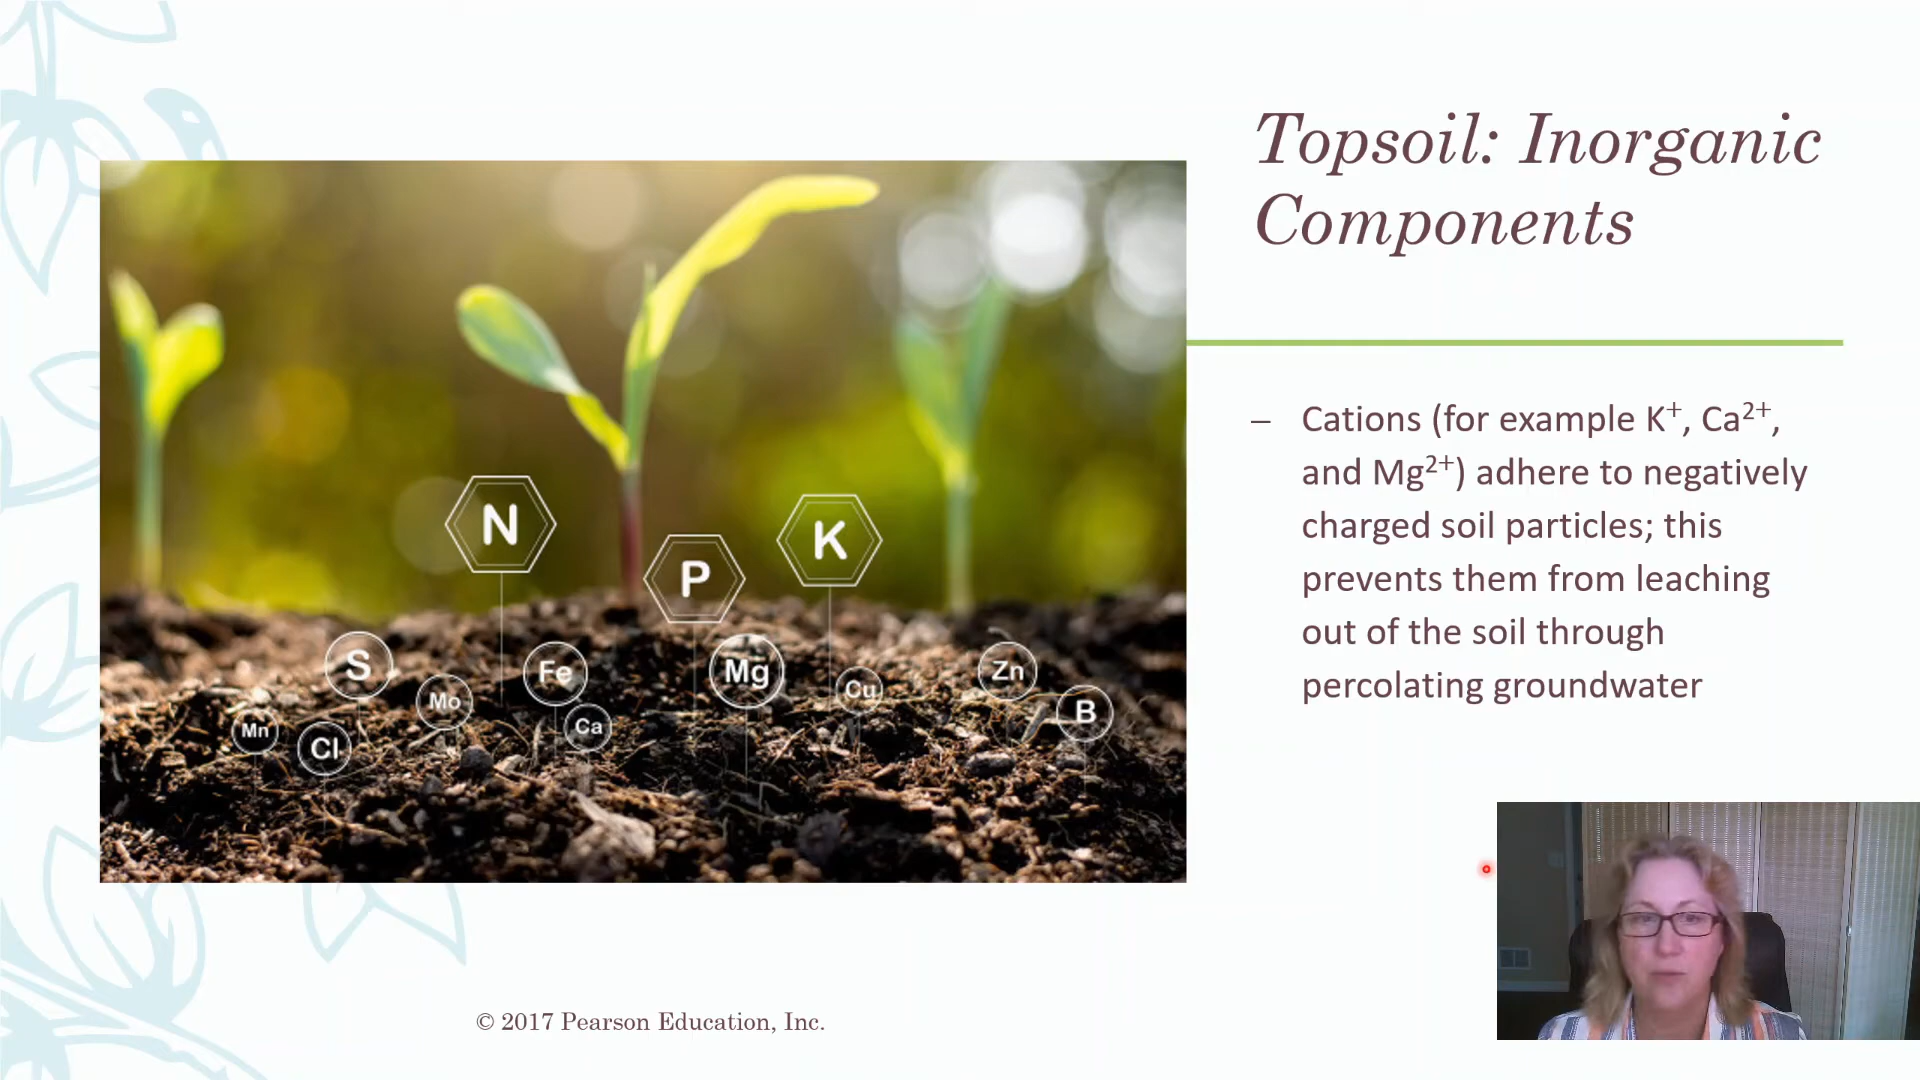 Topsoil: Inorganic
Components
– Cations (for example K⁺, Ca²⁺,
and Mg²⁺) adhere to negatively
charged soil particles; this
prevents them from leaching
out of the soil through
percolating groundwater
N
P
K
S
Fe
Mg
Zn
Mo
Cu
B
Mn
Cl
Ca
© 2017 Pearson Education, Inc.